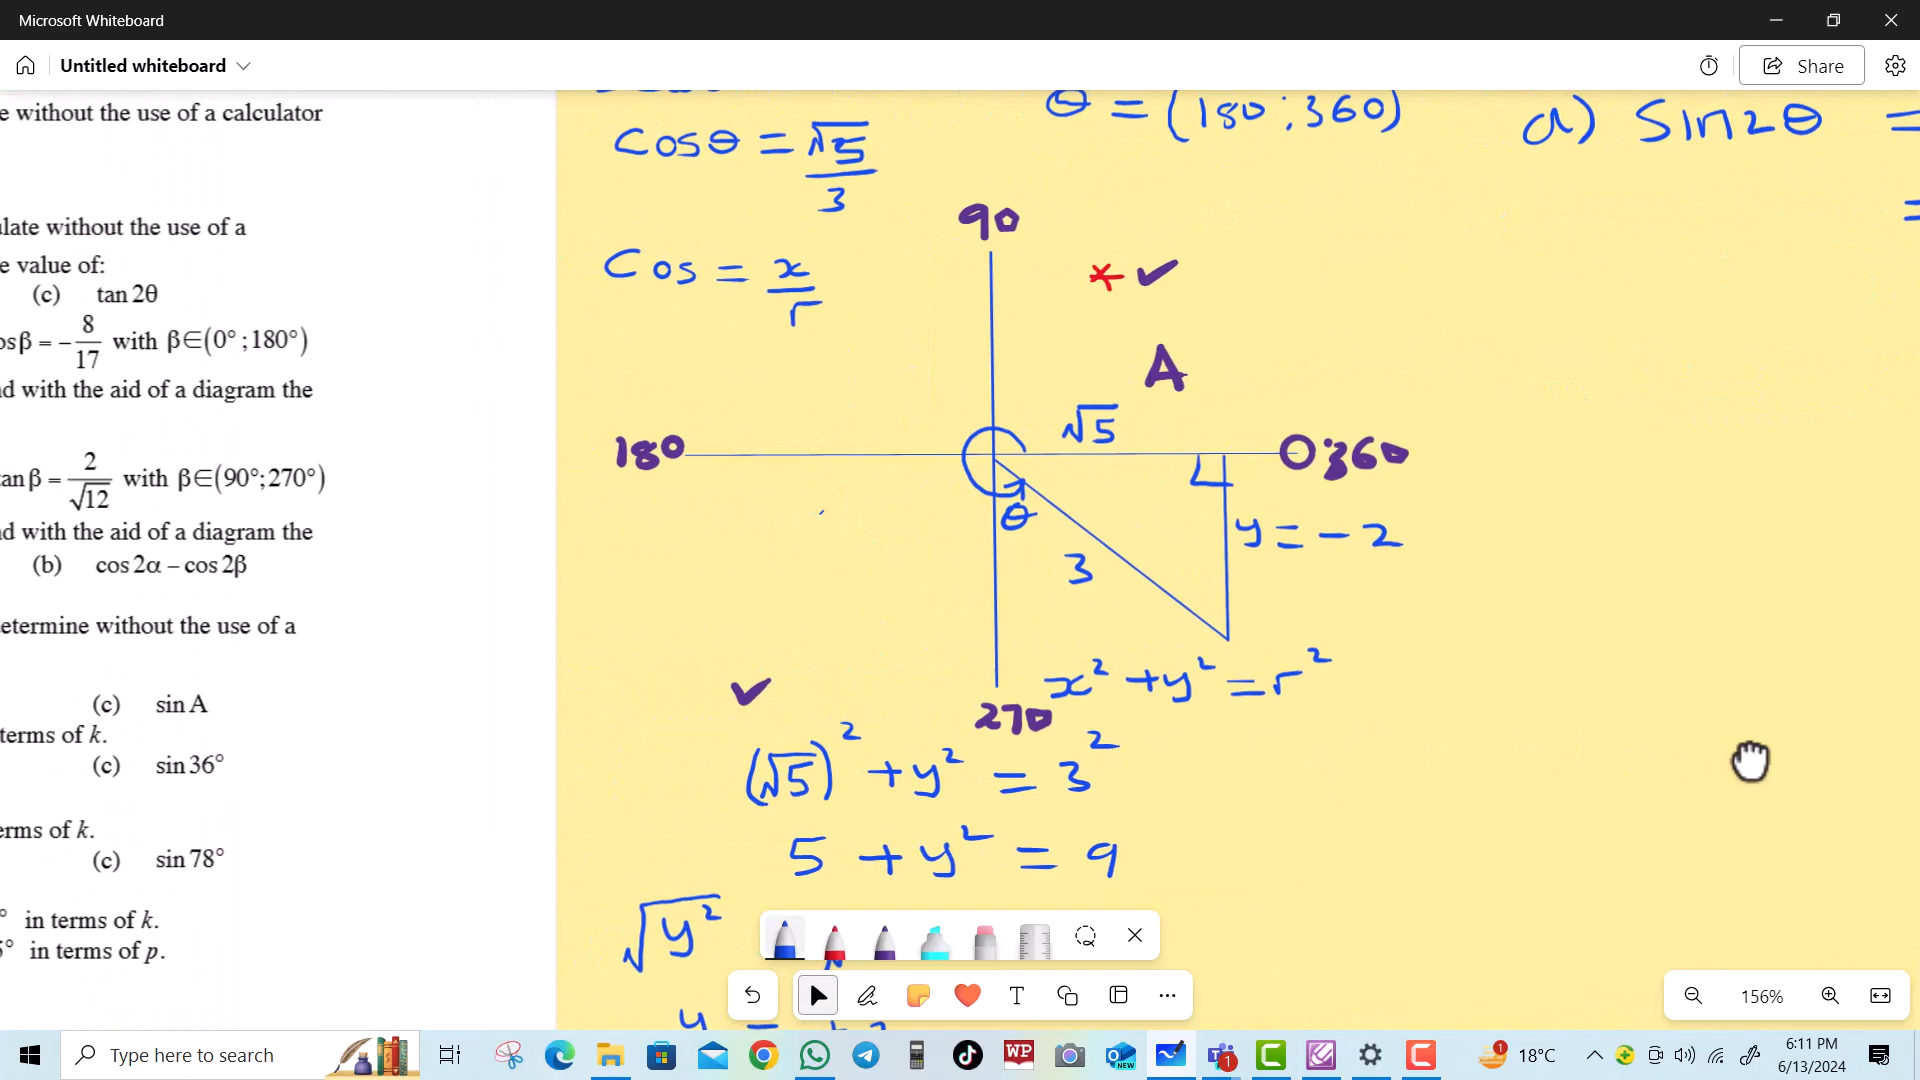 Microsoft Whiteboard
Untitled whiteboard
Share
e without the use of a calculator
late without the use of a
e value of:
(c) tan 2θ
osβ = -8/17 with β∈(0°;180°)
d with the aid of a diagram the
anβ = 2/√12 with β∈(90°;270°)
d with the aid of a diagram the
(b) cos 2α – cos 2β
etermine without the use of a
(c) sin A
terms of k.
(c) sin 36°
erms of k.
(c) sin 78°
° in terms of k.
5° in terms of p.
Cosθ = √5/3
θ = (180 ; 360)
a) Sin2θ =
=
Cos = x/r
90
A
√5
180
0;360
θ
y = -2
3
270
x² + y² = r²
(√5)² + y² = 3²
5 + y² = 9
√y²
156%
Type here to search
18°C
6:11 PM
6/13/2024